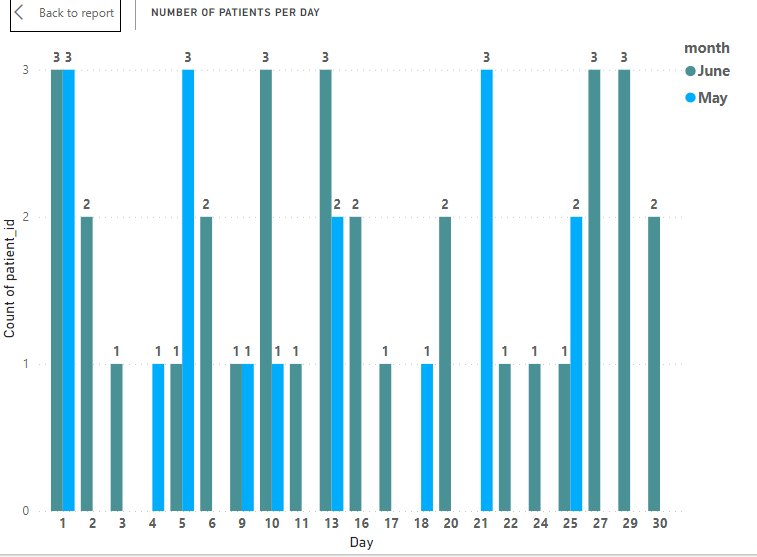 Back to report
NUMBER OF PATIENTS PER DAY
month
June
May
3 3 3 3 3 3 3 3
3
2 2 2 2 2 2 2
2
1 1 1 1 1 1 1 1 1 1 1 1
1
0
Count of patient_id
1 2 3 4 5 6 9 10 11 13 16 17 18 20 21 22 24 25 27 29 30
Day